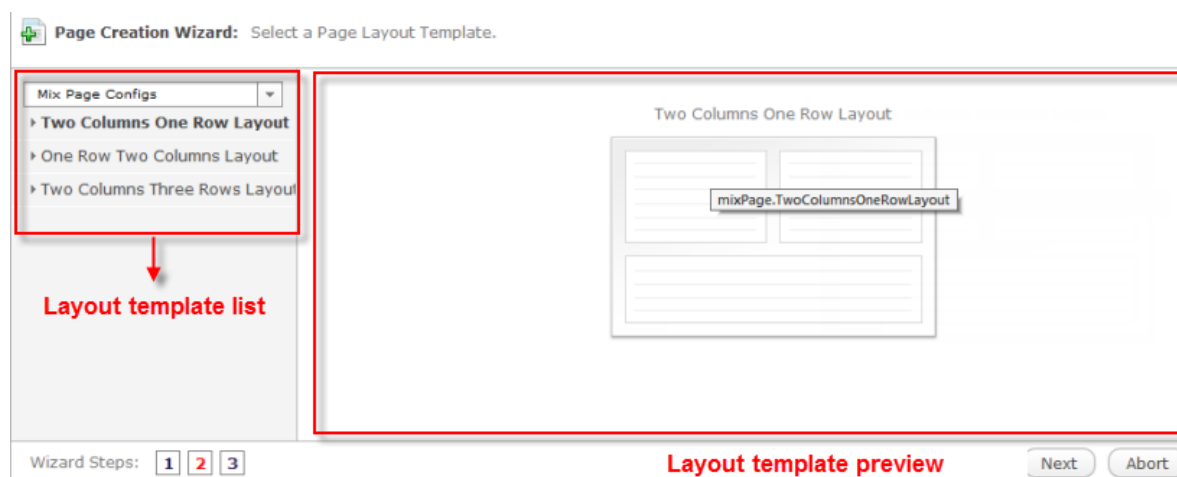 Page Creation Wizard: Select a Page Layout Template.
Mix Page Configs
Two Columns One Row Layout
One Row Two Columns Layout
Two Columns Three Rows Layout
Layout template list
Two Columns One Row Layout
mixPage.TwoColumnsOneRowLayout
Wizard Steps: 1 2 3
Layout template preview
Next
Abort